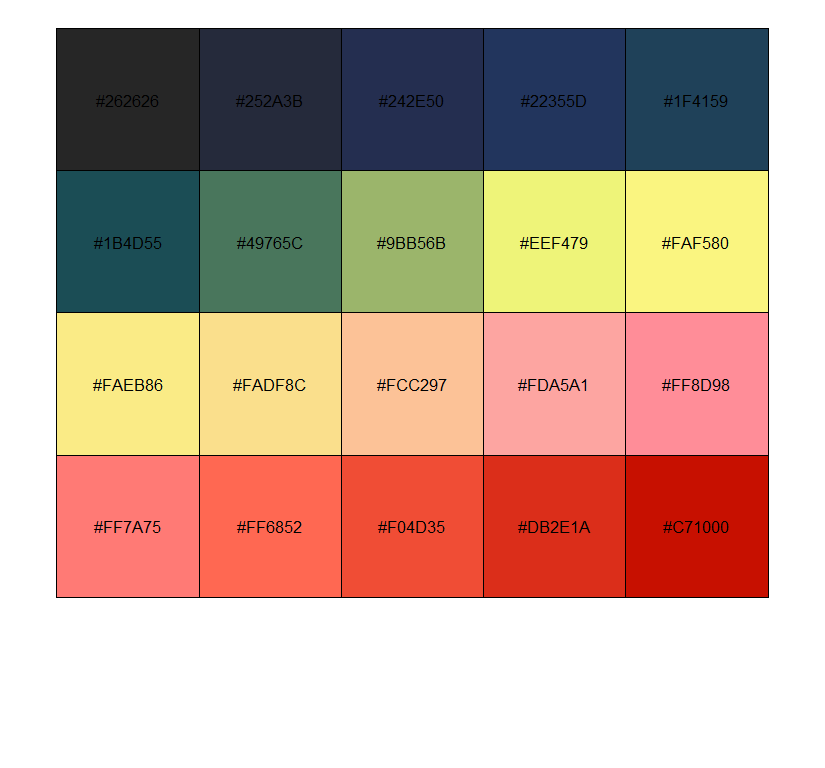 #262626 #252A3B #242E50 #22355D #1F4159
#1B4D55 #49765C #9BB56B #EEF479 #FAF580
#FAEB86 #FADF8C #FCC297 #FDA5A1 #FF8D98
#FF7A75 #FF6852 #F04D35 #DB2E1A #C71000